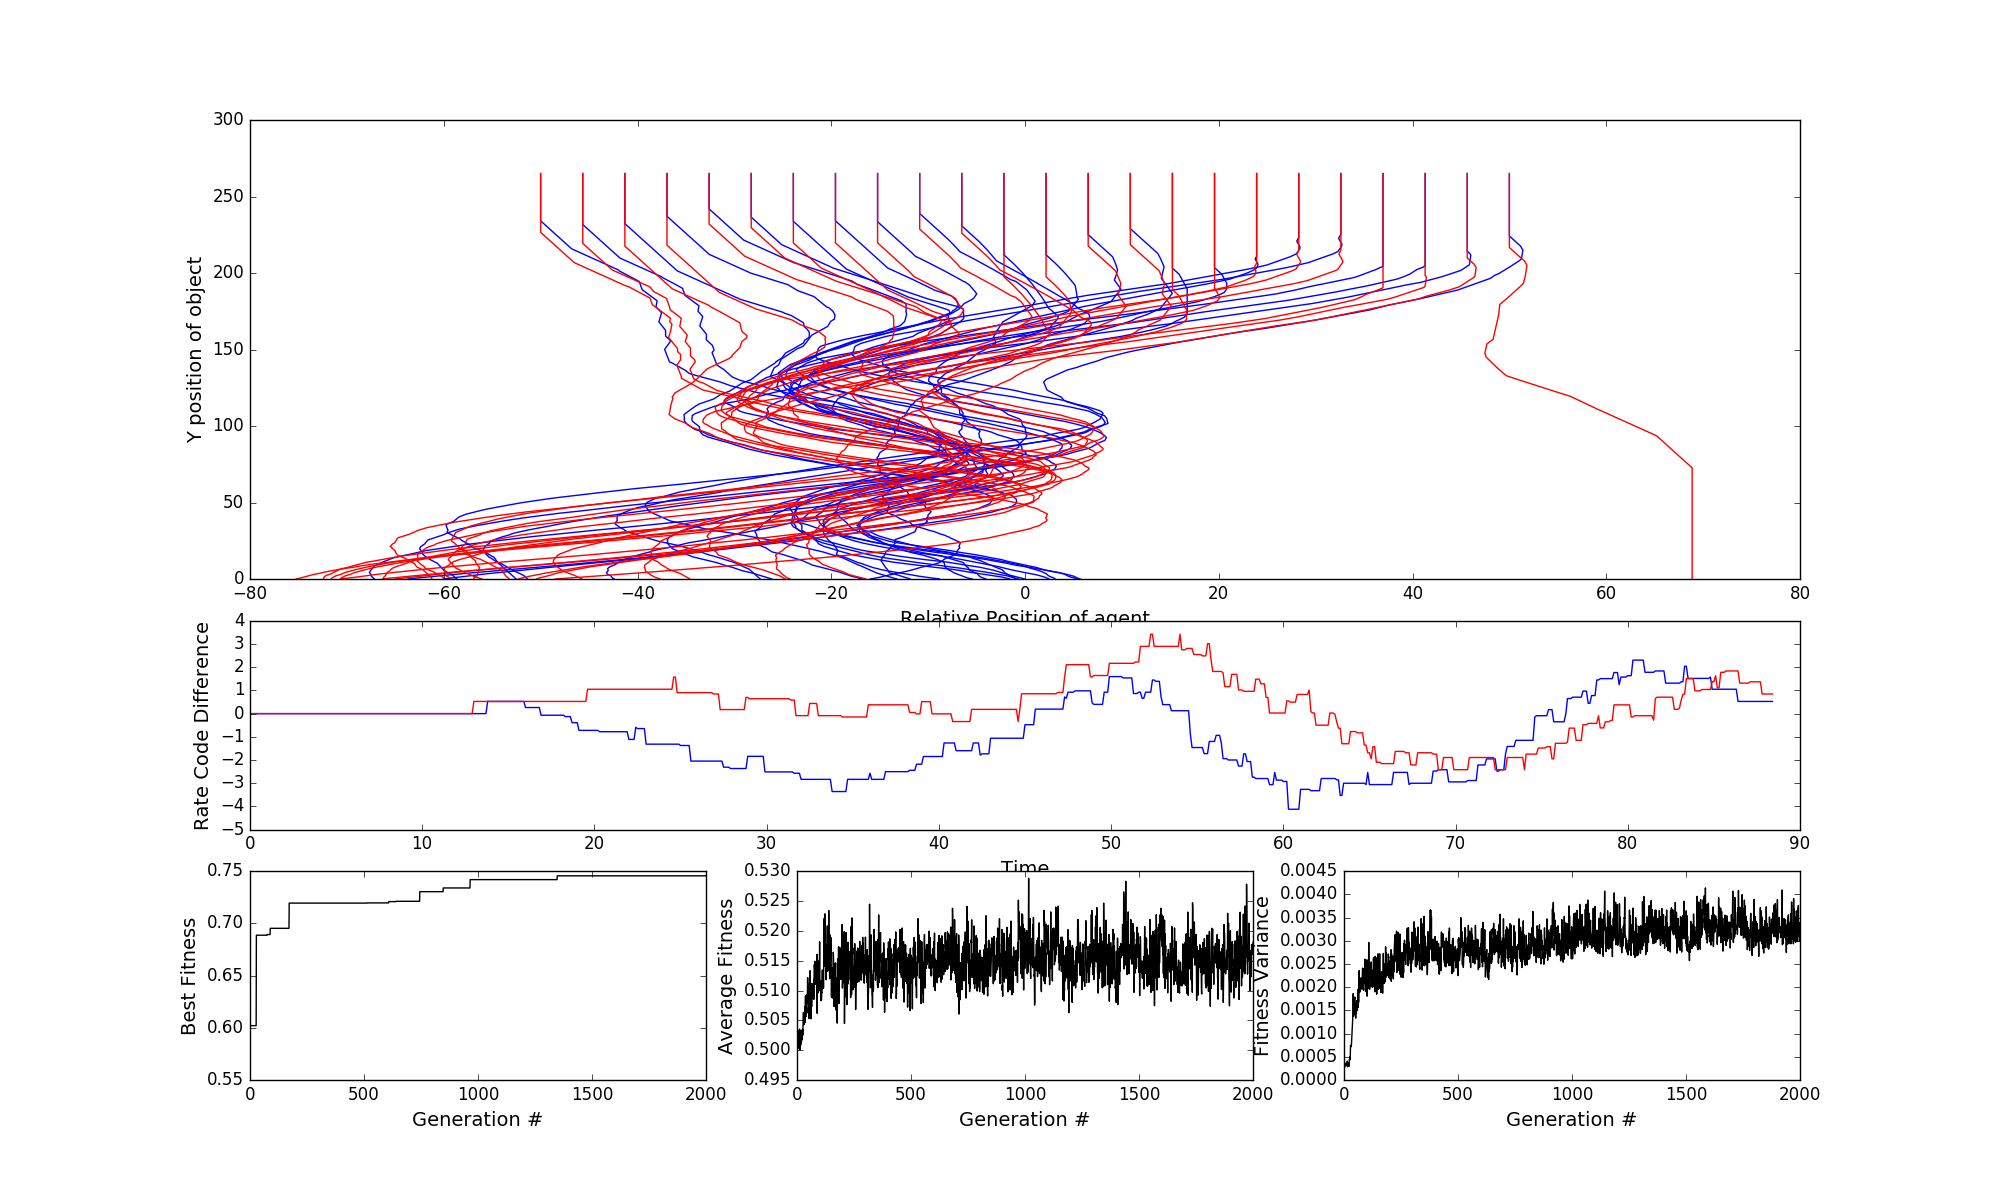 300
250
200
150
100
50
0
Y position of object
−80 −60 −40 −20 0 20 40 60 80
Relative Position of agent
4
3
2
1
0
−1
−2
−3
−4
−5
Rate Code Difference
0 10 20 30 40 50 60 70 80 90
Time
0.75
0.70
0.65
0.60
0.55
Best Fitness
0 500 1000 1500 2000
Generation #
0.530
0.525
0.520
0.515
0.510
0.505
0.500
0.495
Average Fitness
0 500 1000 1500 2000
Generation #
0.0045
0.0040
0.0035
0.0030
0.0025
0.0020
0.0015
0.0010
0.0005
0.0000
Fitness Variance
0 500 1000 1500 2000
Generation #